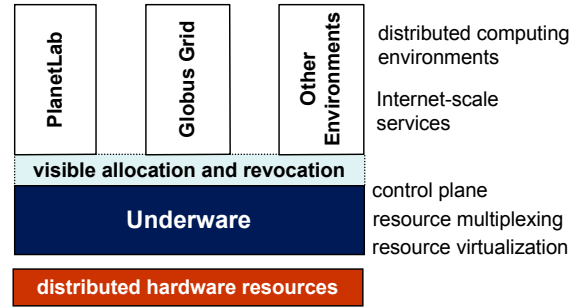 PlanetLab
Globus Grid
Other
Environments
distributed computing
environments
Internet-scale
services
visible allocation and revocation
control plane
Underware
resource multiplexing
resource virtualization
distributed hardware resources